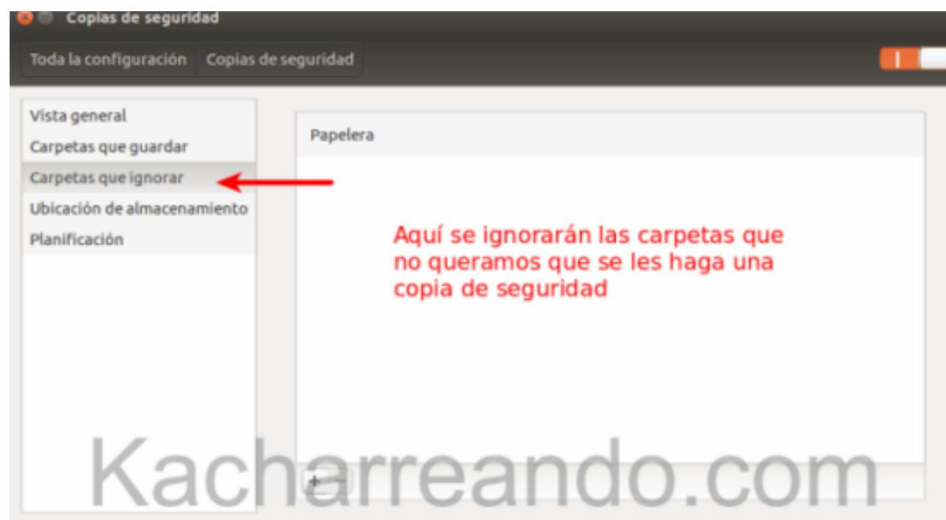 Copias de seguridad
Toda la configuración Copias de seguridad
Vista general
Carpetas que guardar
Carpetas que ignorar
Ubicación de almacenamiento
Planificación
Papelera
Aquí se ignorarán las carpetas que
no queramos que se les haga una
copia de seguridad
+ −
Kacharreando.com